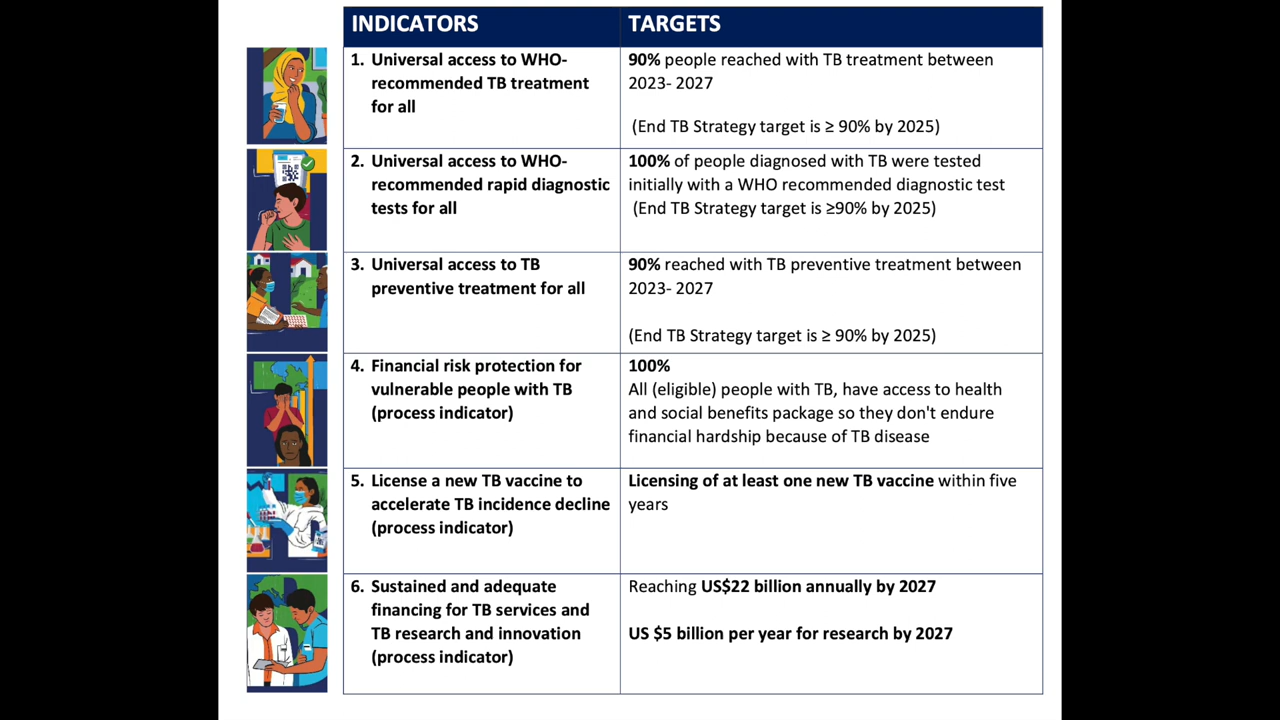 INDICATORS
TARGETS
1. Universal access to WHO-
recommended TB treatment
for all
90% people reached with TB treatment between
2023- 2027
(End TB Strategy target is ≥ 90% by 2025)
2. Universal access to WHO-
recommended rapid diagnostic
tests for all
100% of people diagnosed with TB were tested
initially with a WHO recommended diagnostic test
(End TB Strategy target is ≥90% by 2025)
3. Universal access to TB
preventive treatment for all
90% reached with TB preventive treatment between
2023- 2027
(End TB Strategy target is ≥ 90% by 2025)
4. Financial risk protection for
vulnerable people with TB
(process indicator)
100%
All (eligible) people with TB, have access to health
and social benefits package so they don't endure
financial hardship because of TB disease
5. License a new TB vaccine to
accelerate TB incidence decline
(process indicator)
Licensing of at least one new TB vaccine within five
years
6. Sustained and adequate
financing for TB services and
TB research and innovation
(process indicator)
Reaching US$22 billion annually by 2027
US $5 billion per year for research by 2027